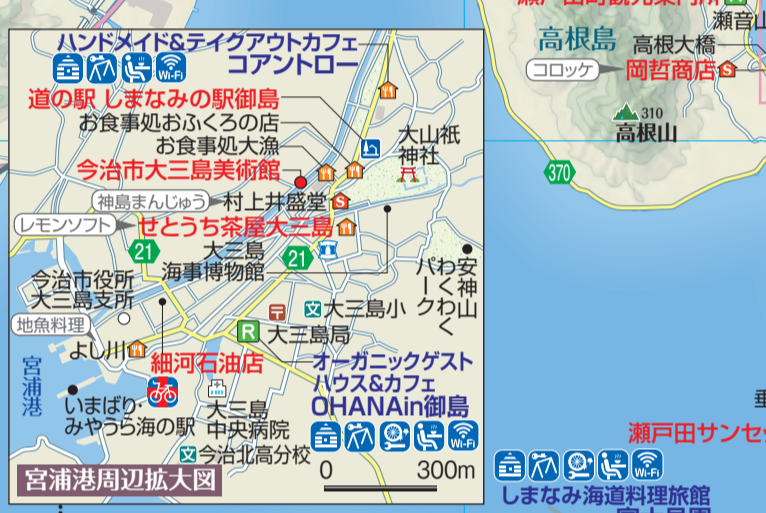 ハンドメイド&テイクアウトカフェ
コアントロー
Wi-Fi
道の駅 しまなみの駅御島
お食事処おふくろの店
お食事処大漁
今治市大三島美術館
大山祇
神社
神島まんじゅう
村上井盛堂
S
レモンソフト
せとうち茶屋大三島
21
大三島
海事博物館
21
安神山
わくわく
パーク
今治市役所
大三島支所
文大三島小
地魚料理
R
大三島局
よし川
細河石油店
宮浦港
オーガニックゲスト
ハウス&カフェ
OHANAin御島
Wi-Fi
いまばり・
みやうら海の駅
大三島
中央病院
文今治北高分校
宮浦港周辺拡大図
0 300m
瀬音山
高根島
高根大橋
コロッケ
岡哲商店
S
310
高根山
370
瀬戸田サンセッ
Wi-Fi
しまなみ海道料理旅館